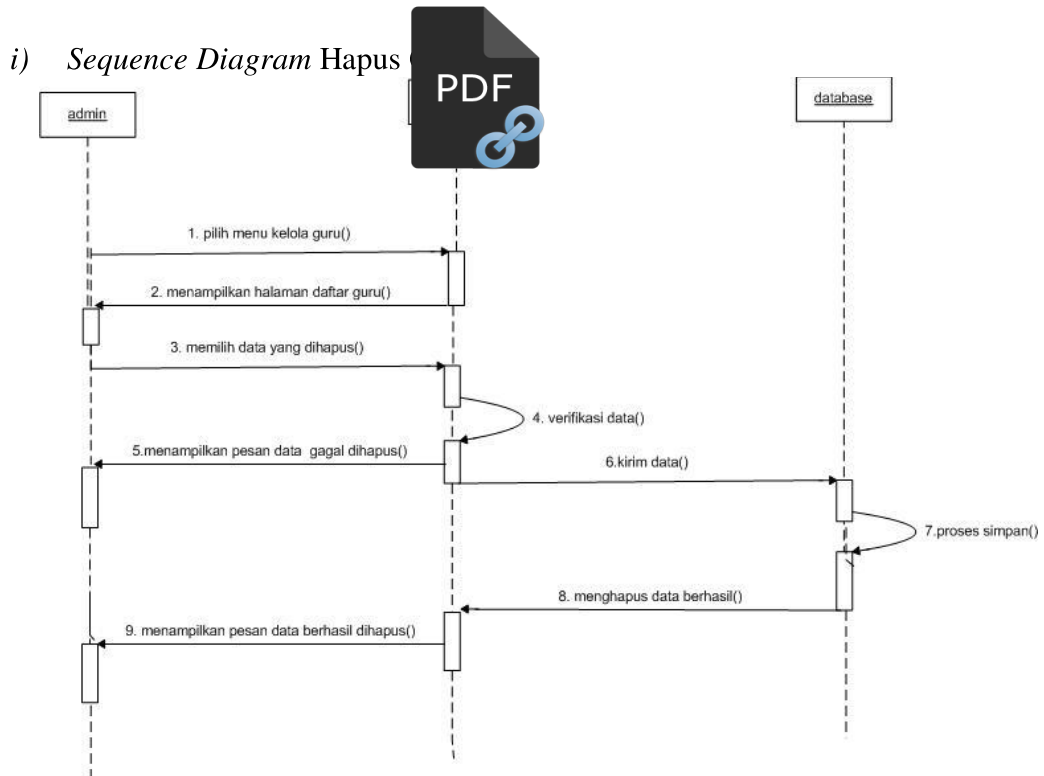 i) Sequence Diagram Hapus
PDF
admin
database
1. pilih menu kelola guru()
2. menampilkan halaman daftar guru()
3. memilih data yang dihapus()
4. verifikasi data()
5.menampilkan pesan data gagal dihapus()
6.kirim data()
7.proses simpan()
8. menghapus data berhasil()
9. menampilkan pesan data berhasil dihapus()